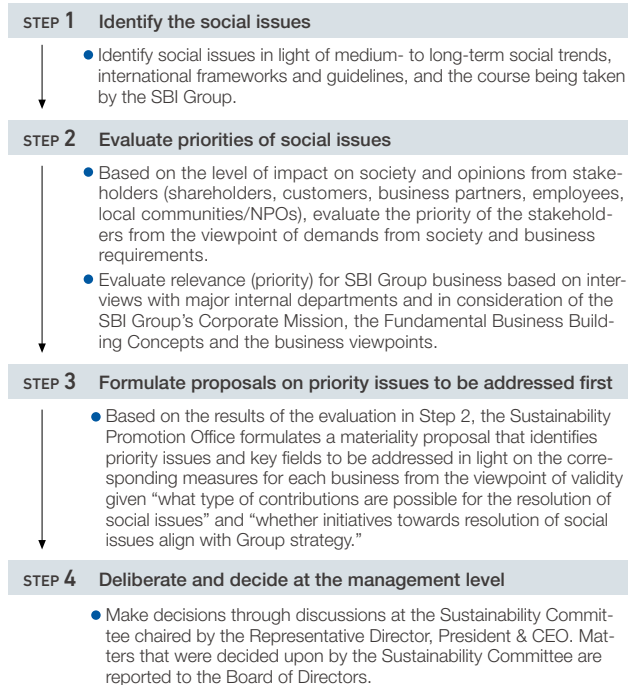 STEP 1 Identify the social issues
● Identify social issues in light of medium- to long-term social trends,
international frameworks and guidelines, and the course being taken
by the SBI Group.
STEP 2 Evaluate priorities of social issues
● Based on the level of impact on society and opinions from stake-
holders (shareholders, customers, business partners, employees,
local communities/NPOs), evaluate the priority of the stakehold-
ers from the viewpoint of demands from society and business
requirements.
● Evaluate relevance (priority) for SBI Group business based on inter-
views with major internal departments and in consideration of the
SBI Group's Corporate Mission, the Fundamental Business Build-
ing Concepts and the business viewpoints.
STEP 3 Formulate proposals on priority issues to be addressed first
● Based on the results of the evaluation in Step 2, the Sustainability
Promotion Office formulates a materiality proposal that identifies
priority issues and key fields to be addressed in light on the corre-
sponding measures for each business from the viewpoint of validity
given “what type of contributions are possible for the resolution of
social issues” and “whether initiatives towards resolution of social
issues align with Group strategy.”
STEP 4 Deliberate and decide at the management level
● Make decisions through discussions at the Sustainability Commit-
tee chaired by the Representative Director, President & CEO. Mat-
ters that were decided upon by the Sustainability Committee are
reported to the Board of Directors.